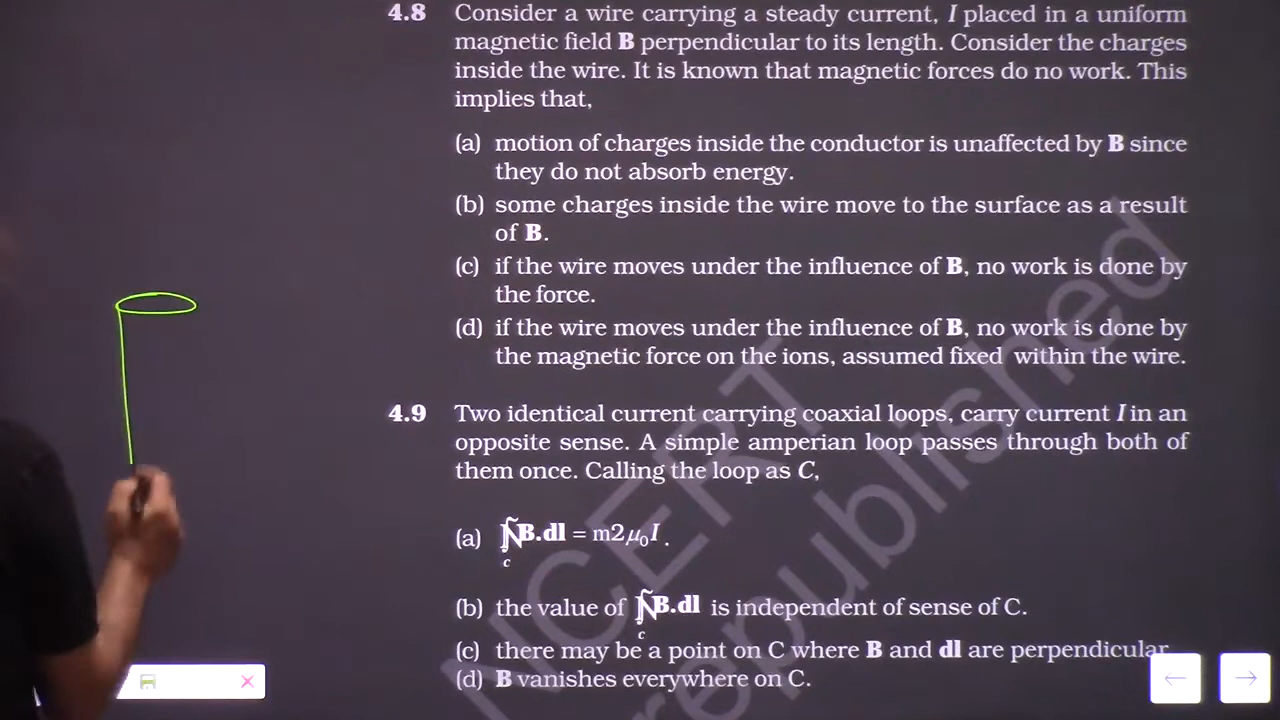 4.8 Consider a wire carrying a steady current, I placed in a uniform
magnetic field B perpendicular to its length. Consider the charges
inside the wire. It is known that magnetic forces do no work. This
implies that,
(a) motion of charges inside the conductor is unaffected by B since
they do not absorb energy.
(b) some charges inside the wire move to the surface as a result
of B.
(c) if the wire moves under the influence of B, no work is done by
the force.
(d) if the wire moves under the influence of B, no work is done by
the magnetic force on the ions, assumed fixed within the wire.
4.9 Two identical current carrying coaxial loops, carry current I in an
opposite sense. A simple amperian loop passes through both of
them once. Calling the loop as C,
(a) ∫Ñ B.dl = m2μ₀I .
c
(b) the value of ∫Ñ B.dl is independent of sense of C.
c
(c) there may be a point on C where B and dl are perpendicular.
(d) B vanishes everywhere on C.
NCERT
republished